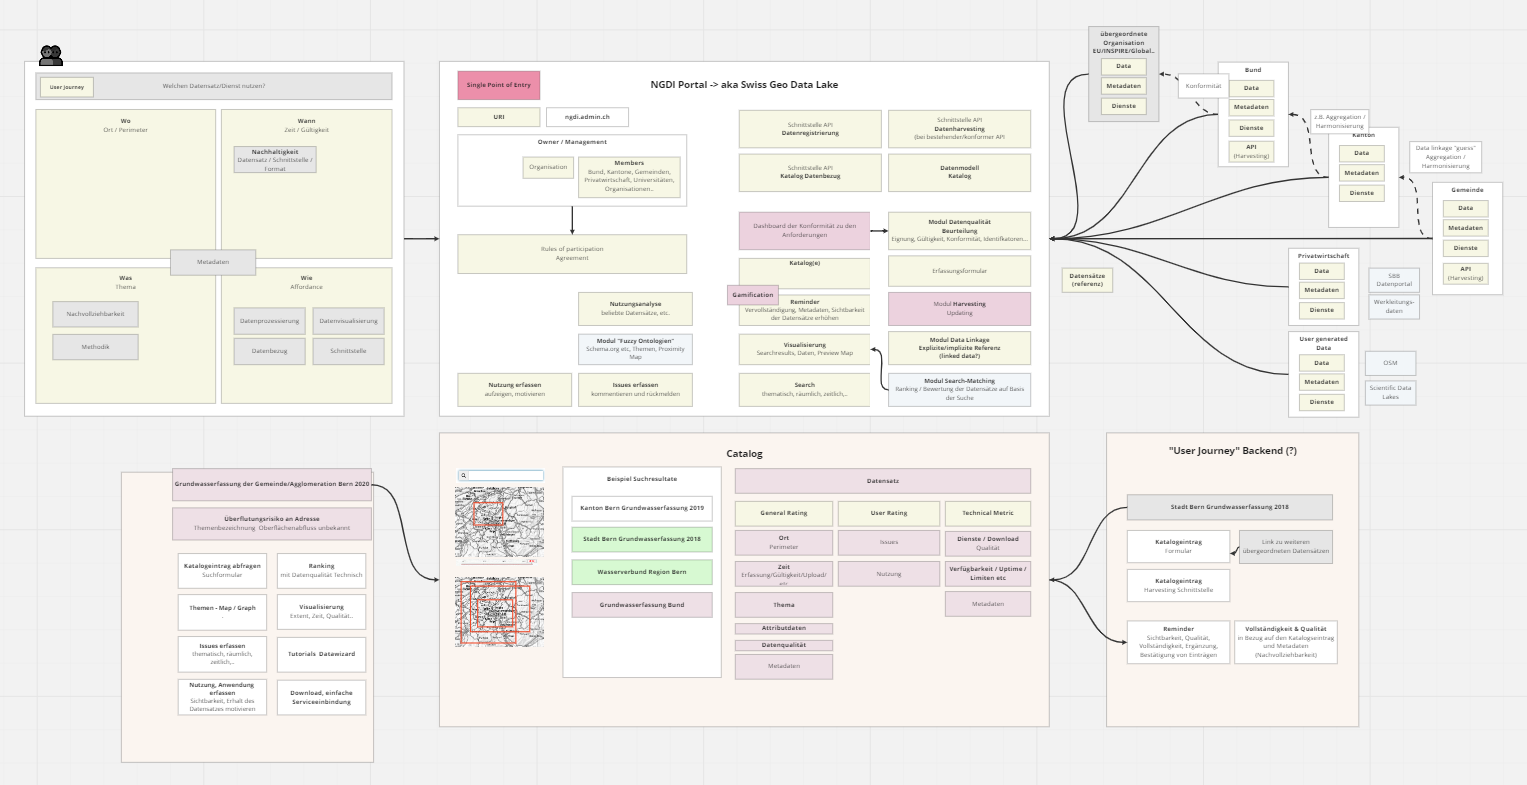 User Journey
Welchen Datensatz/Dienst nutzen?
Wo
Ort / Perimeter
Wann
Zeit / Gültigkeit
Nachhaltigkeit
Datensatz / Schnittstelle /
Format
Metadaten
Was
Thema
Nachvollziehbarkeit
Methodik
Wie
Affordance
Datenprozessierung
Datenvisualisierung
Datenbezug
Schnittstelle
Single Point of Entry
NGDI Portal -> aka Swiss Geo Data Lake
URI
ngdi.admin.ch
Owner / Management
Organisation
Members
Bund, Kantone, Gemeinden,
Privatwirtschaft, Universitäten,
Organisationen..
Rules of participation
Agreement
Nutzungsanalyse
beliebte Datensätze, etc.
Modul "Fuzzy Ontologien"
Schema.org etc, Themen, Proximity
Map
Nutzung erfassen
aufzeigen, motivieren
Issues erfassen
kommentieren und rückmelden
Schnittstelle API
Datenregistrierung
Schnittstelle API
Datenharvesting
(bei bestehender/konformer API
Schnittstelle API
Katalog Datenbezug
Datenmodell
Katalog
Dashboard der Konformität zu den
Anforderungen
Modul Datenqualität
Beurteilung
Eignung, Gültigkeit, Konformität, Identifkatoren...
Katalog(e)
Erfassungsformular
Gamification
Reminder
Vervollständigung, Metadaten, Sichtbarkeit
der Datensätze erhöhen
Modul Harvesting
Updating
Visualisierung
Searchresults, Daten, Preview Map
Modul Data Linkage
Explizite/implizite Referenz
(linked data?)
Search
thematisch, räumlich, zeitlich,..
Modul Search-Matching
Ranking / Bewertung der Datensätze auf Basis
der Suche
übergeordnete
Organisation
EU/INSPIRE/Global..
Data
Metadaten
Dienste
Konformität
Bund
Data
Metadaten
Dienste
API
(Harvesting)
z.B. Aggregation /
Harmonisierung
Kanton
Data
Metadaten
Dienste
Data linkage "guess"
Aggregation /
Harmonisierung
Gemeinde
Data
Metadaten
Dienste
API
(Harvesting)
Datensätze
(referenz)
Privatwirtschaft
Data
Metadaten
Dienste
SBB
Datenportal
Werkleitungs-
daten
User generated
Data
Data
Metadaten
Dienste
OSM
Scientific Data
Lakes
Grundwasserfassung der Gemeinde/Agglomeration Bern 2020
Überflutungsrisiko an Adresse
Themenbezeichnung Oberflächenabfluss unbekannt
Katalogeintrag abfragen
Suchformular
Ranking
mit Datenqualität Technisch
Themen - Map / Graph
.
Visualisierung
Extent, Zeit, Qualität..
Issues erfassen
thematisch, räumlich,
zeitlich,..
Tutorials Datawizard
Nutzung, Anwendung
erfassen
Sichtbarkeit, Erhalt des
Datensatzes motivieren
Download, einfache
Serviceeinbindung
Catalog
Beispiel Suchresultate
Kanton Bern Grundwasserfassung 2019
Stadt Bern Grundwasserfassung 2018
Wasserverbund Region Bern
Grundwasserfassung Bund
Datensatz
General Rating
User Rating
Technical Metric
Ort
Perimeter
Issues
Dienste / Download
Qualität
Zeit
Erfassung/Gültigkeit/Upload/
Nutzung
Verfügbarkeit / Uptime /
Limiten etc
Thema
Metadaten
Attributdaten
Datenqualität
Metadaten
"User Journey" Backend (?)
Stadt Bern Grundwasserfassung 2018
Katalogeintrag
Formular
Link zu weiteren
übergeordneten Datensätzen
Katalogeintrag
Harvesting Schnittstelle
Reminder
Sichtbarkeit, Qualität,
Vollständigkeit, Ergänzung,
Bestätigung von Einträgen
Vollständigkeit & Qualität
in Bezug auf den Katalogseintrag
und Metadaten
(Nachvollziehbarkeit)